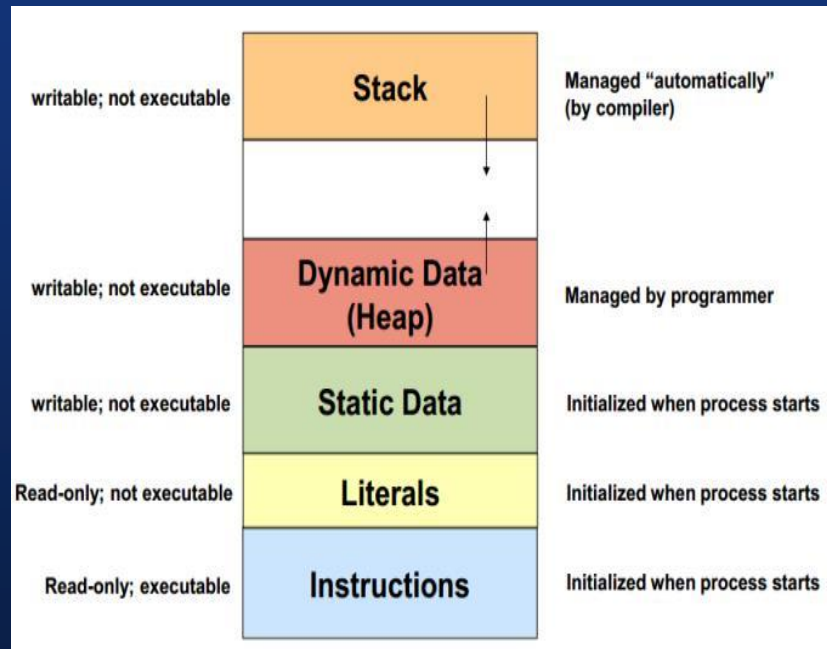 writable; not executable
Stack
Managed “automatically”
(by compiler)
writable; not executable
Dynamic Data
(Heap)
Managed by programmer
writable; not executable
Static Data
Initialized when process starts
Read-only; not executable
Literals
Initialized when process starts
Read-only; executable
Instructions
Initialized when process starts